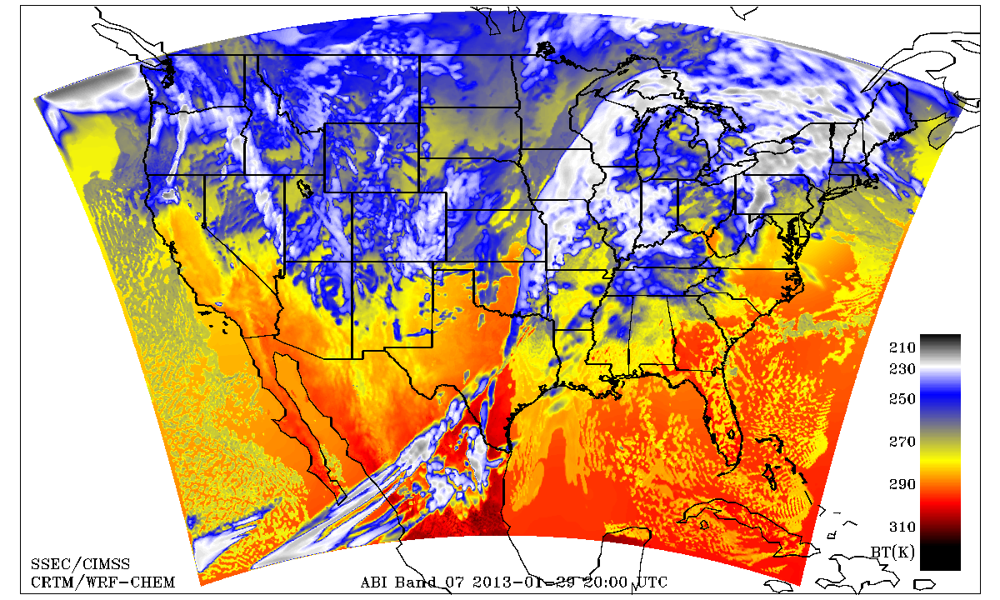 210
230
250
270
290
310
BT(K)
SSEC/CIMSS
CRTM/WRF-CHEM
ABI Band 07 2013-01-29 20:00 UTC